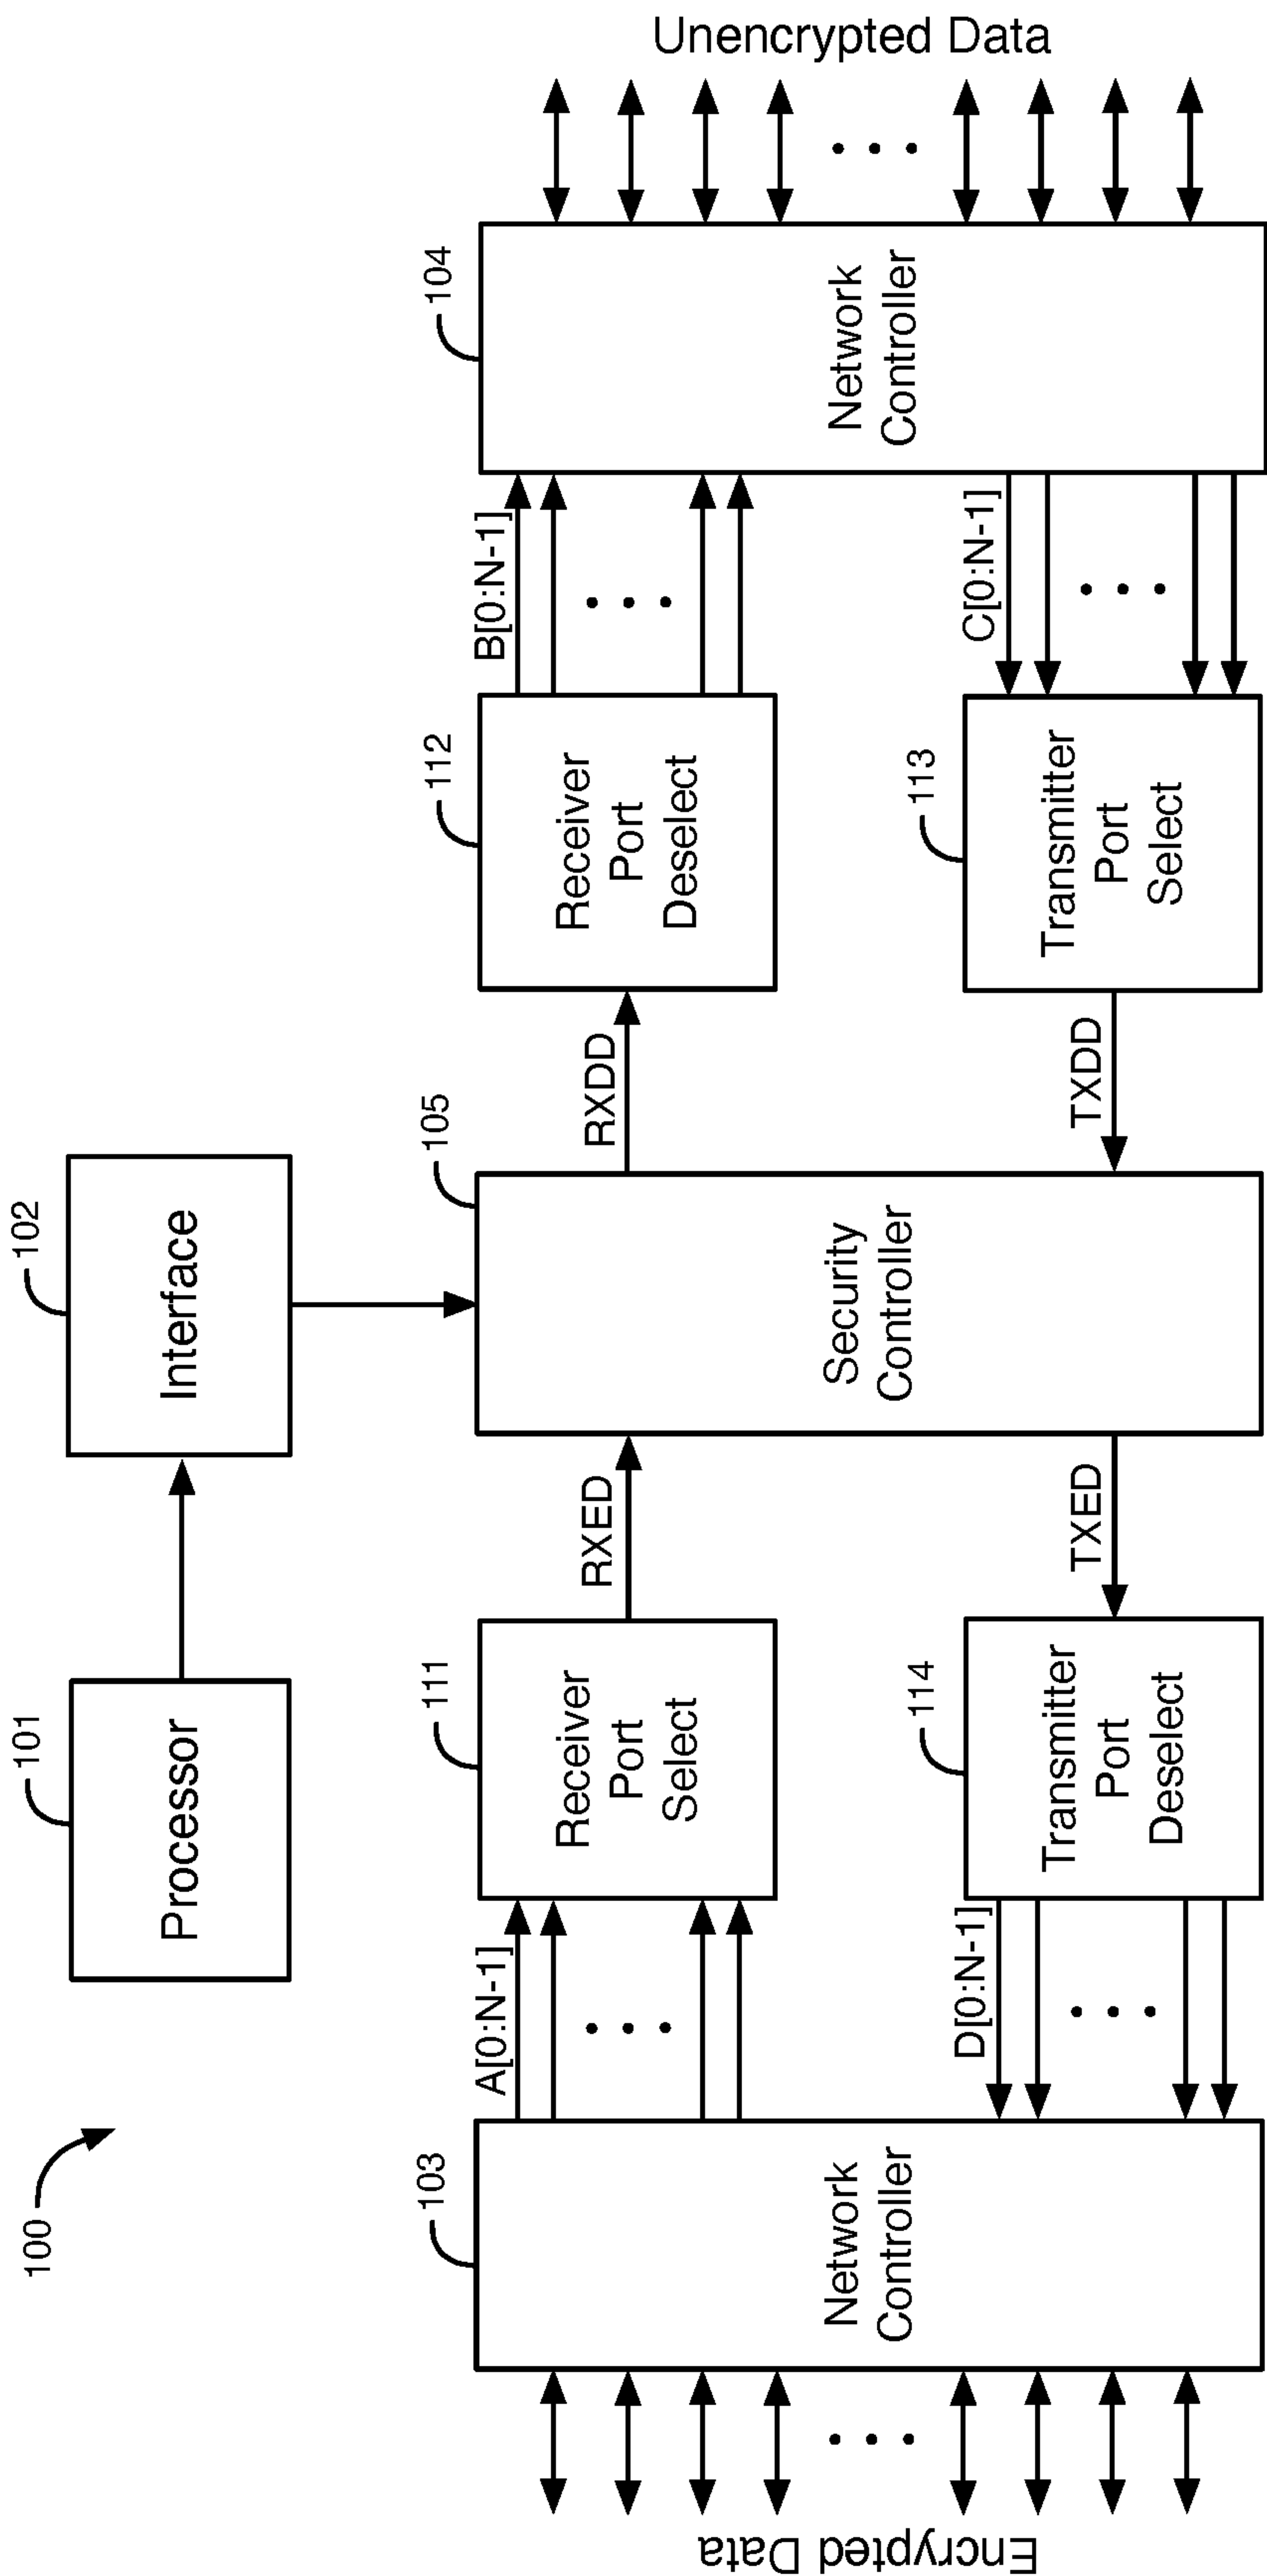 100
101
Processor
102
Interface
Encrypted Data
103
Network
Controller
A[0:N-1]
111
Receiver
Port
Select
RXED
105
Security
Controller
RXDD
112
Receiver
Port
Deselect
B[0:N-1]
104
Network
Controller
Unencrypted Data
D[0:N-1]
114
Transmitter
Port
Deselect
TXED
TXDD
113
Transmitter
Port
Select
C[0:N-1]